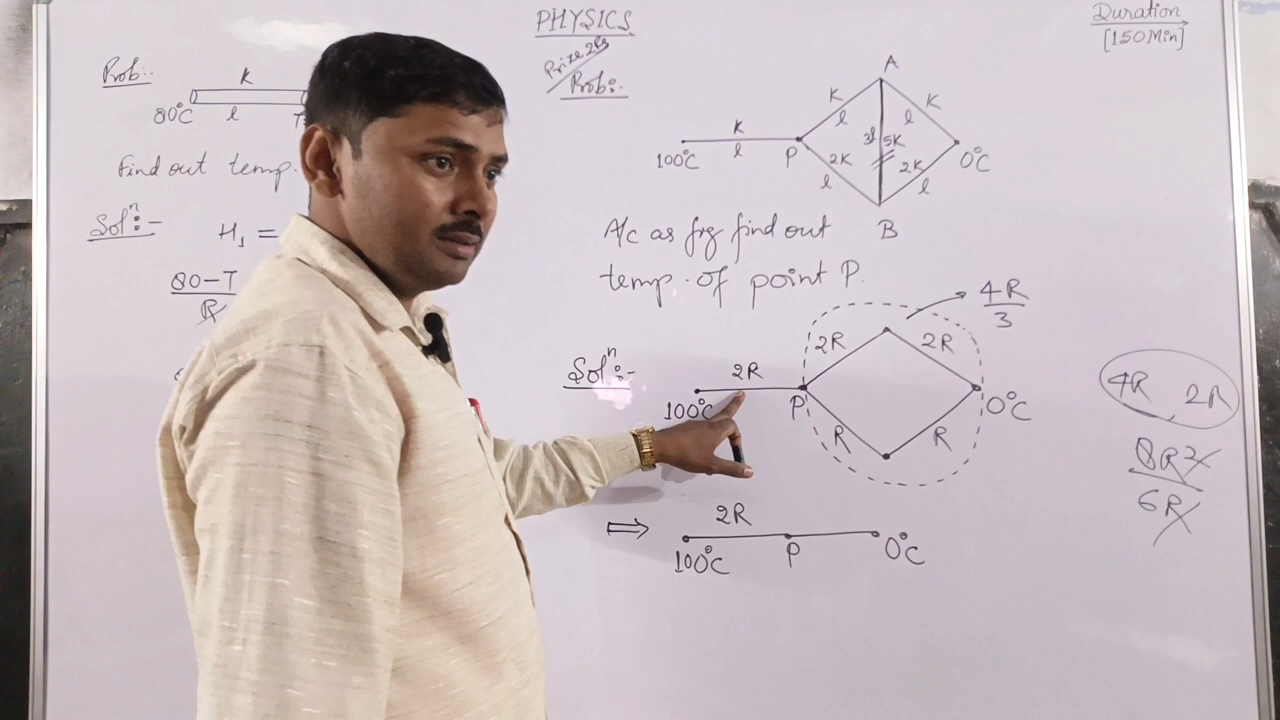 PHYSICS
Duration
[150 Min]
Prize 2Rs
Prob:-
K
80°C
l
T
Find out temp.
Sol^n:-
H₁ =
80-T
R
Prob:-
A
K
l
K
l
K
l
100°C
P
3l
5K
2K
l
2K
l
0°C
B
A/c as frg find out
temp. of point P.
Sol^n:-
2R
100°C
P
2R
2R
R
R
0°C
4R
3
4R 2R
8R²
6R
⇒
2R
100°C
P
0°C